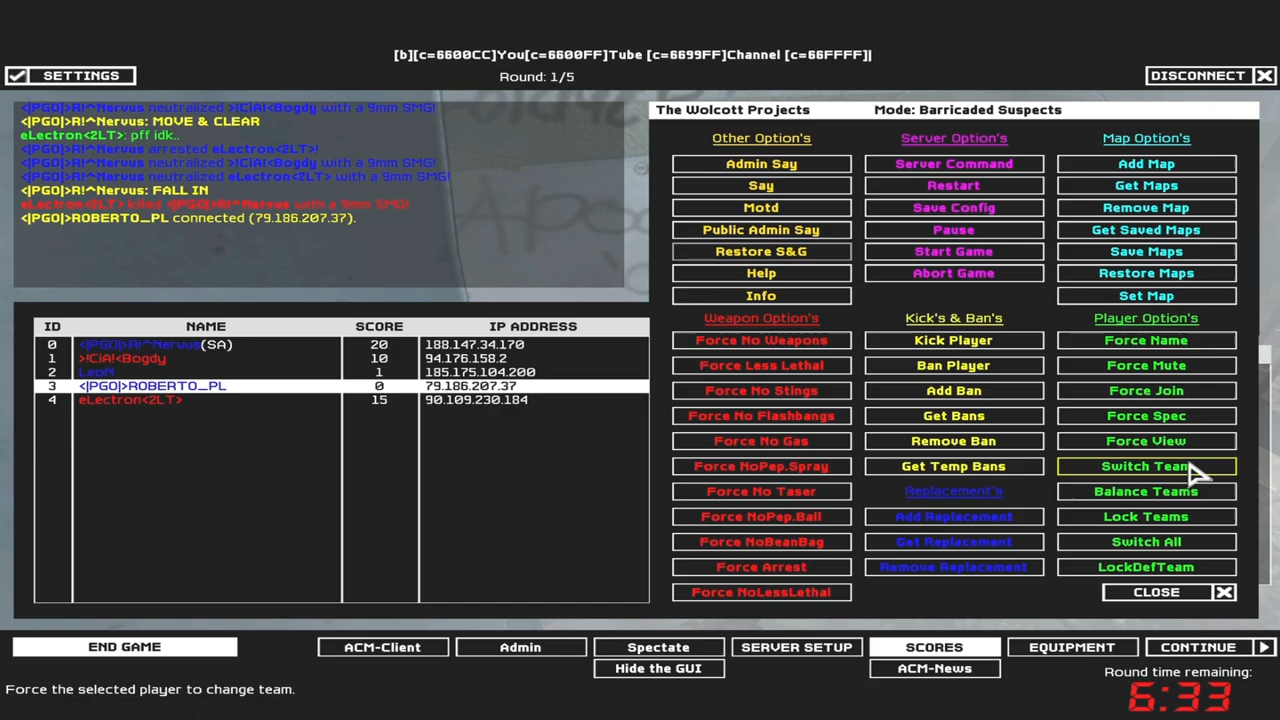 [b][c=6600CC]You[c=6600FF]Tube [c=6699FF]Channel [c=66FFFF]|
SETTINGS
Round: 1/5
DISCONNECT
<|PGO|>R!^Nervus neutralized >!CiA!<Bogdy with a 9mm SMG!
<|PGO|>R!^Nervus: MOVE & CLEAR
eLectron<2LT>: pff idk..
<|PGO|>R!^Nervus arrested eLectron<2LT>!
<|PGO|>R!^Nervus neutralized >!CiA!<Bogdy with a 9mm SMG!
<|PGO|>R!^Nervus neutralized eLectron<2LT> with a 9mm SMG!
<|PGO|>R!^Nervus: FALL IN
eLectron<2LT> killed <|PGO|>R!^Nervus with a 9mm SMG!
<|PGO|>ROBERTO_PL connected (79.186.207.37).
ID NAME SCORE IP ADDRESS
0 <|PGO|>R!^Nervus(SA) 20 188.147.34.170
1 >!CiA!<Bogdy 10 94.176.158.2
2 LeoN 1 185.175.104.200
3 <|PGO|>ROBERTO_PL 0 79.186.207.37
4 eLectron<2LT> 15 90.109.230.184
The Wolcott Projects Mode: Barricaded Suspects
Other Option's
Admin Say
Say
Motd
Public Admin Say
Restore S&G
Help
Info
Server Option's
Server Command
Restart
Save Config
Pause
Start Game
Abort Game
Map Option's
Add Map
Get Maps
Remove Map
Get Saved Maps
Save Maps
Restore Maps
Set Map
Weapon Option's
Force No Weapons
Force Less Lethal
Force No Stings
Force No Flashbangs
Force No Gas
Force NoPep.Spray
Force No Taser
Force NoPep.Ball
Force NoBeanBag
Force Arrest
Force NoLessLethal
Kick's & Ban's
Kick Player
Ban Player
Add Ban
Get Bans
Remove Ban
Get Temp Bans
Replacement's
Add Replacement
Get Replacement
Remove Replacement
Player Option's
Force Name
Force Mute
Force Join
Force Spec
Force View
Switch Team
Balance Teams
Lock Teams
Switch All
LockDefTeam
CLOSE
END GAME
ACM-Client
Admin
Spectate
SERVER SETUP
SCORES
EQUIPMENT
CONTINUE
Hide the GUI
ACM-News
Round time remaining:
Force the selected player to change team.
6:33